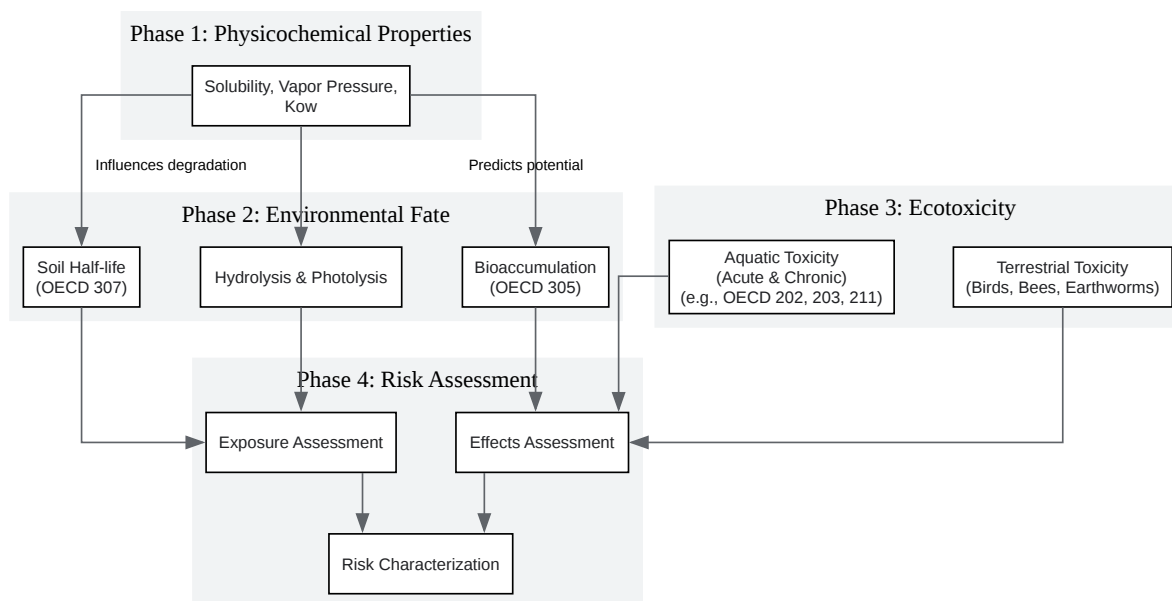 Phase 1: Physicochemical Properties
Solubility, Vapor Pressure,
Kow
Influences degradation
Predicts potential
Phase 2: Environmental Fate
Soil Half-life
(OECD 307)
Hydrolysis & Photolysis
Bioaccumulation
(OECD 305)
Phase 3: Ecotoxicity
Aquatic Toxicity
(Acute & Chronic)
(e.g., OECD 202, 203, 211)
Terrestrial Toxicity
(Birds, Bees, Earthworms)
Phase 4: Risk Assessment
Exposure Assessment
Effects Assessment
Risk Characterization